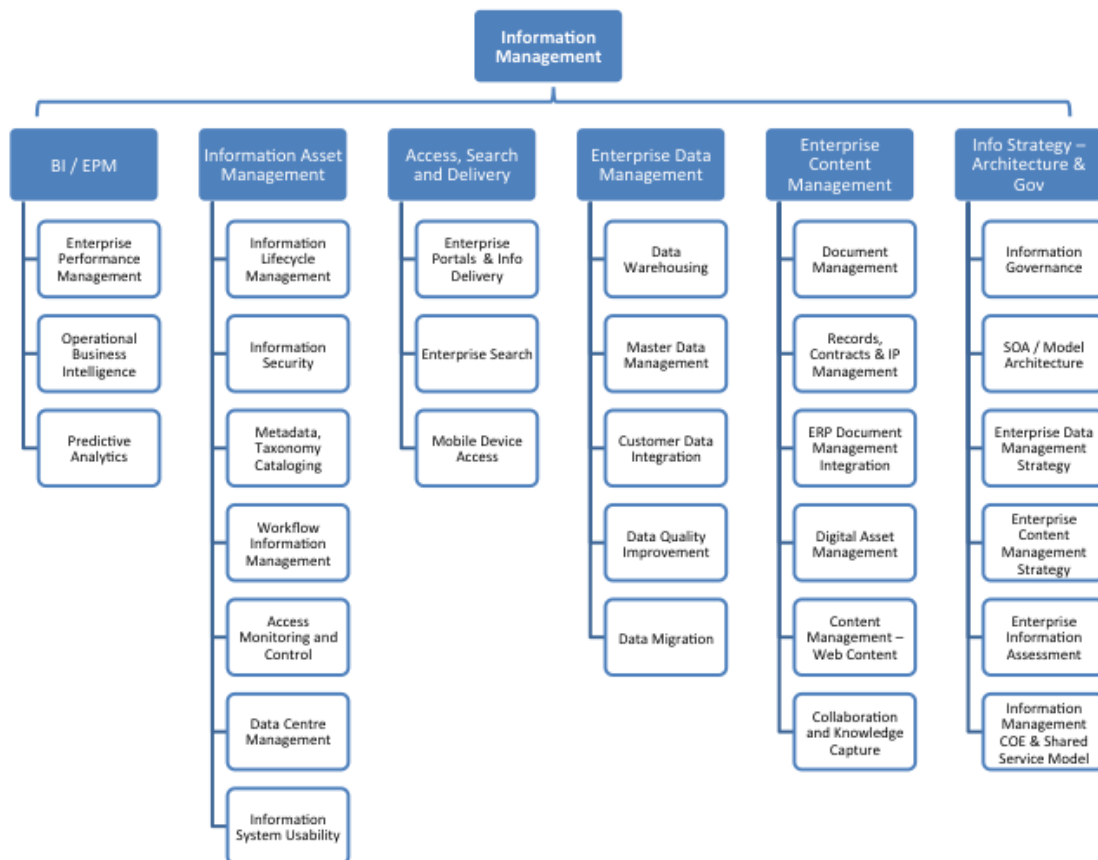 Information
Management
BI / EPM
Enterprise
Performance
Management
Operational
Business
Intelligence
Predictive
Analytics
Information Asset
Management
Information
Lifecycle
Management
Information
Security
Metadata,
Taxonomy
Cataloging
Workflow
Information
Management
Access
Monitoring and
Control
Data Centre
Management
Information
System Usability
Access, Search
and Delivery
Enterprise
Portals & Info
Delivery
Enterprise Search
Mobile Device
Access
Enterprise Data
Management
Data
Warehousing
Master Data
Management
Customer Data
Integration
Data Quality
Improvement
Data Migration
Enterprise
Content
Management
Document
Management
Records,
Contracts & IP
Management
ERP Document
Management
Integration
Digital Asset
Management
Content
Management –
Web Content
Collaboration
and Knowledge
Capture
Info Strategy –
Architecture &
Gov
Information
Governance
SOA / Model
Architecture
Enterprise Data
Management
Strategy
Enterprise
Content
Management
Strategy
Enterprise
Information
Assessment
Information
Management
COE & Shared
Service Model